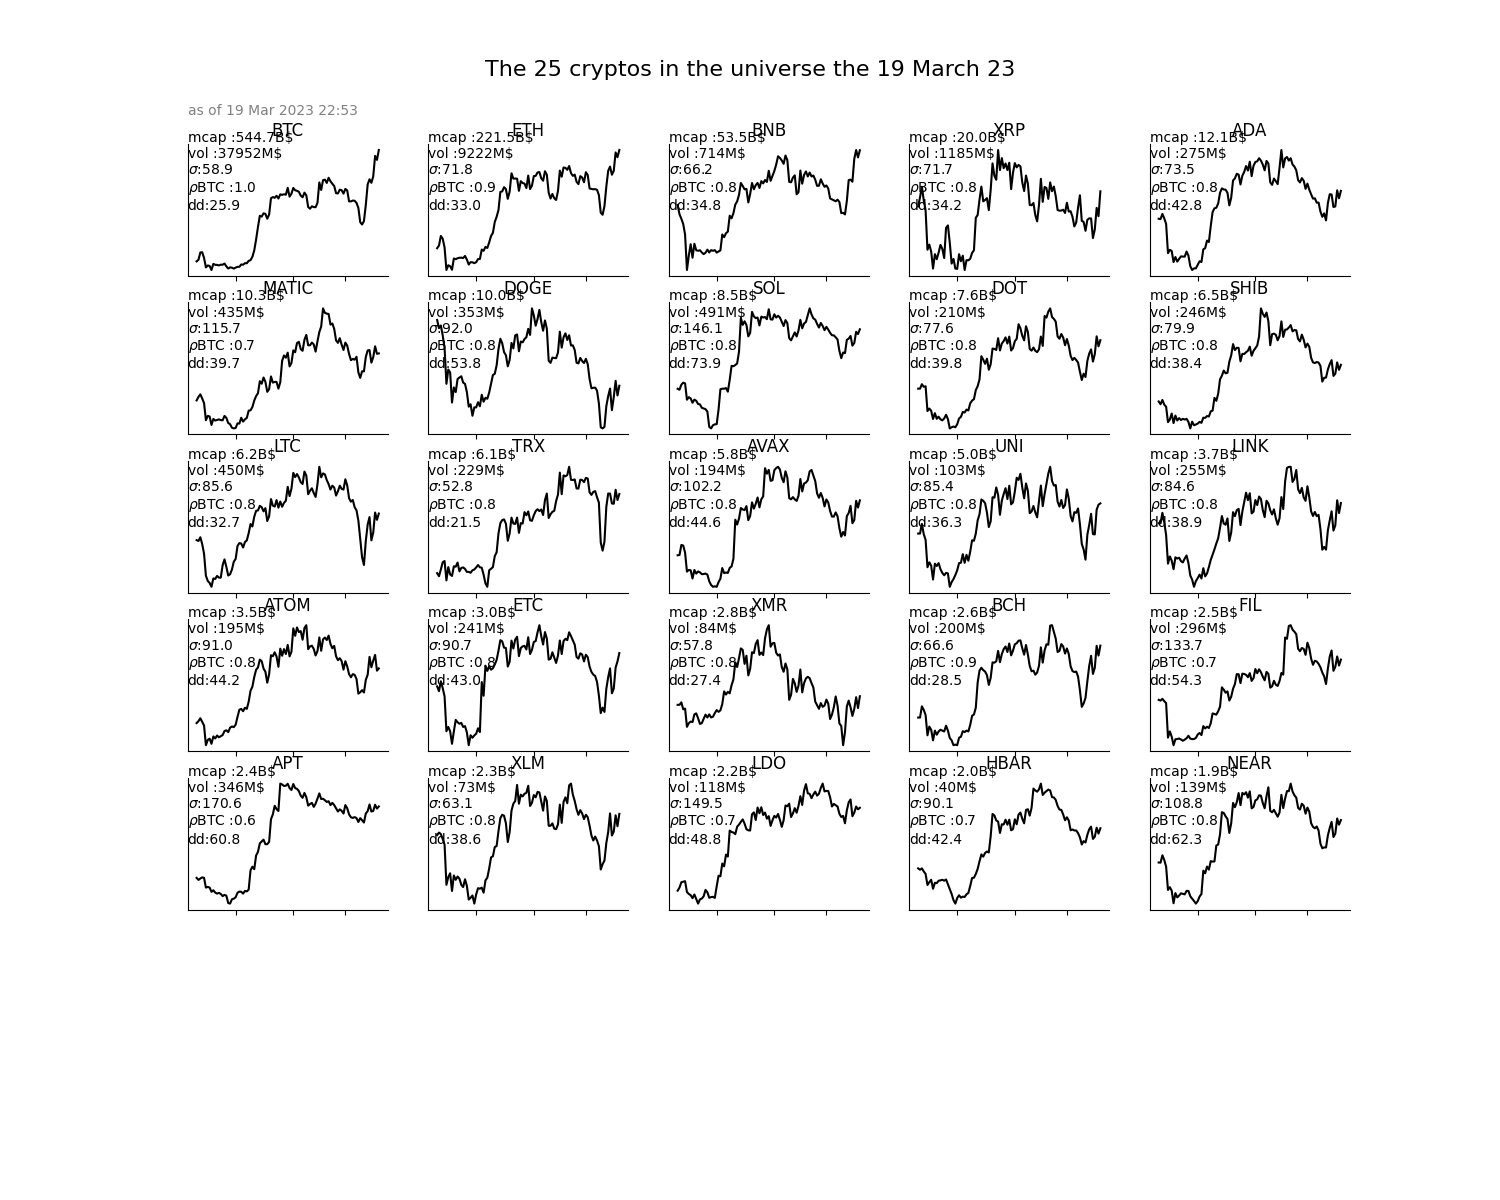 The 25 cryptos in the universe the 19 March 23
as of 19 Mar 2023 22:53
BTC
mcap :544.7B$
vol :37952M$
σ:58.9
ρBTC :1.0
dd:25.9
ETH
mcap :221.5B$
vol :9222M$
σ:71.8
ρBTC :0.9
dd:33.0
BNB
mcap :53.5B$
vol :714M$
σ:66.2
ρBTC :0.8
dd:34.8
XRP
mcap :20.0B$
vol :1185M$
σ:71.7
ρBTC :0.8
dd:34.2
ADA
mcap :12.1B$
vol :275M$
σ:73.5
ρBTC :0.8
dd:42.8
MATIC
mcap :10.3B$
vol :435M$
σ:115.7
ρBTC :0.7
dd:39.7
DOGE
mcap :10.0B$
vol :353M$
σ:92.0
ρBTC :0.8
dd:53.8
SOL
mcap :8.5B$
vol :491M$
σ:146.1
ρBTC :0.8
dd:73.9
DOT
mcap :7.6B$
vol :210M$
σ:77.6
ρBTC :0.8
dd:39.8
SHIB
mcap :6.5B$
vol :246M$
σ:79.9
ρBTC :0.8
dd:38.4
LTC
mcap :6.2B$
vol :450M$
σ:85.6
ρBTC :0.8
dd:32.7
TRX
mcap :6.1B$
vol :229M$
σ:52.8
ρBTC :0.8
dd:21.5
AVAX
mcap :5.8B$
vol :194M$
σ:102.2
ρBTC :0.8
dd:44.6
UNI
mcap :5.0B$
vol :103M$
σ:85.4
ρBTC :0.8
dd:36.3
LINK
mcap :3.7B$
vol :255M$
σ:84.6
ρBTC :0.8
dd:38.9
ATOM
mcap :3.5B$
vol :195M$
σ:91.0
ρBTC :0.8
dd:44.2
ETC
mcap :3.0B$
vol :241M$
σ:90.7
ρBTC :0.8
dd:43.0
XMR
mcap :2.8B$
vol :84M$
σ:57.8
ρBTC :0.8
dd:27.4
BCH
mcap :2.6B$
vol :200M$
σ:66.6
ρBTC :0.9
dd:28.5
FIL
mcap :2.5B$
vol :296M$
σ:133.7
ρBTC :0.7
dd:54.3
APT
mcap :2.4B$
vol :346M$
σ:170.6
ρBTC :0.6
dd:60.8
XLM
mcap :2.3B$
vol :73M$
σ:63.1
ρBTC :0.8
dd:38.6
LDO
mcap :2.2B$
vol :118M$
σ:149.5
ρBTC :0.7
dd:48.8
HBAR
mcap :2.0B$
vol :40M$
σ:90.1
ρBTC :0.7
dd:42.4
NEAR
mcap :1.9B$
vol :139M$
σ:108.8
ρBTC :0.8
dd:62.3